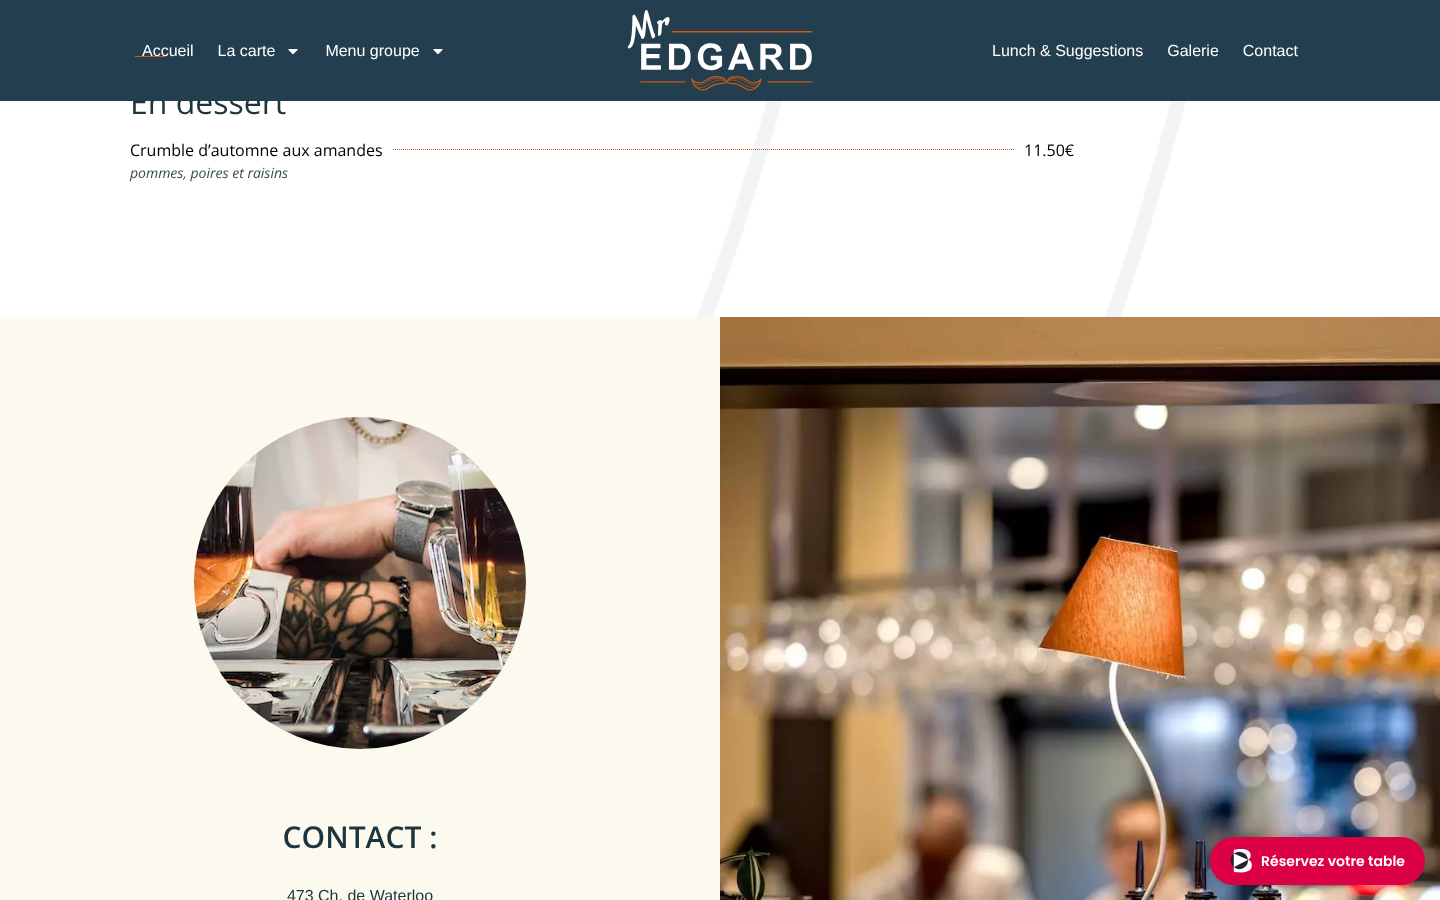 Accueil
La carte
Menu groupe
Mr
EDGARD
Lunch & Suggestions
Galerie
Contact
En dessert
Crumble d’automne aux amandes 11.50€
pommes, poires et raisins
CONTACT :
473 Ch. de Waterloo
Réservez votre table